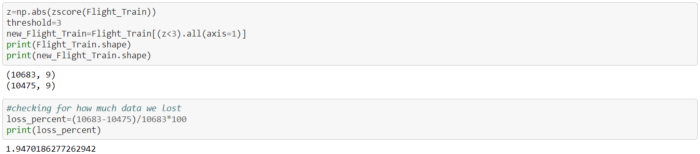 z=np.abs(zscore(Flight_Train))
threshold=3
new_Flight_Train=Flight_Train[(z<3).all(axis=1)]
print(Flight_Train.shape)
print(new_Flight_Train.shape)
(10683, 9)
(10475, 9)
#checking for how much data we lost
loss_percent=(10683-10475)/10683*100
print(loss_percent)
1.9470186277262942